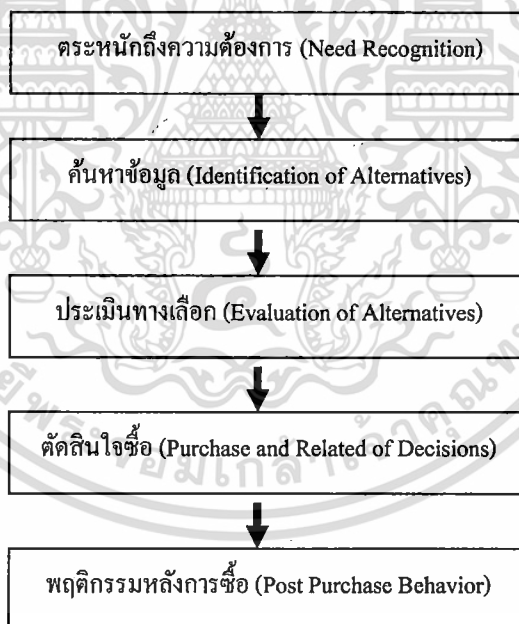 ตระหนักถึงความต้องการ (Need Recognition)
ค้นหาข้อมูล (Identification of Alternatives)
ประเมินทางเลือก (Evaluation of Alternatives)
ตัดสินใจซื้อ (Purchase and Related of Decisions)
พฤติกรรมหลังการซื้อ (Post Purchase Behavior)